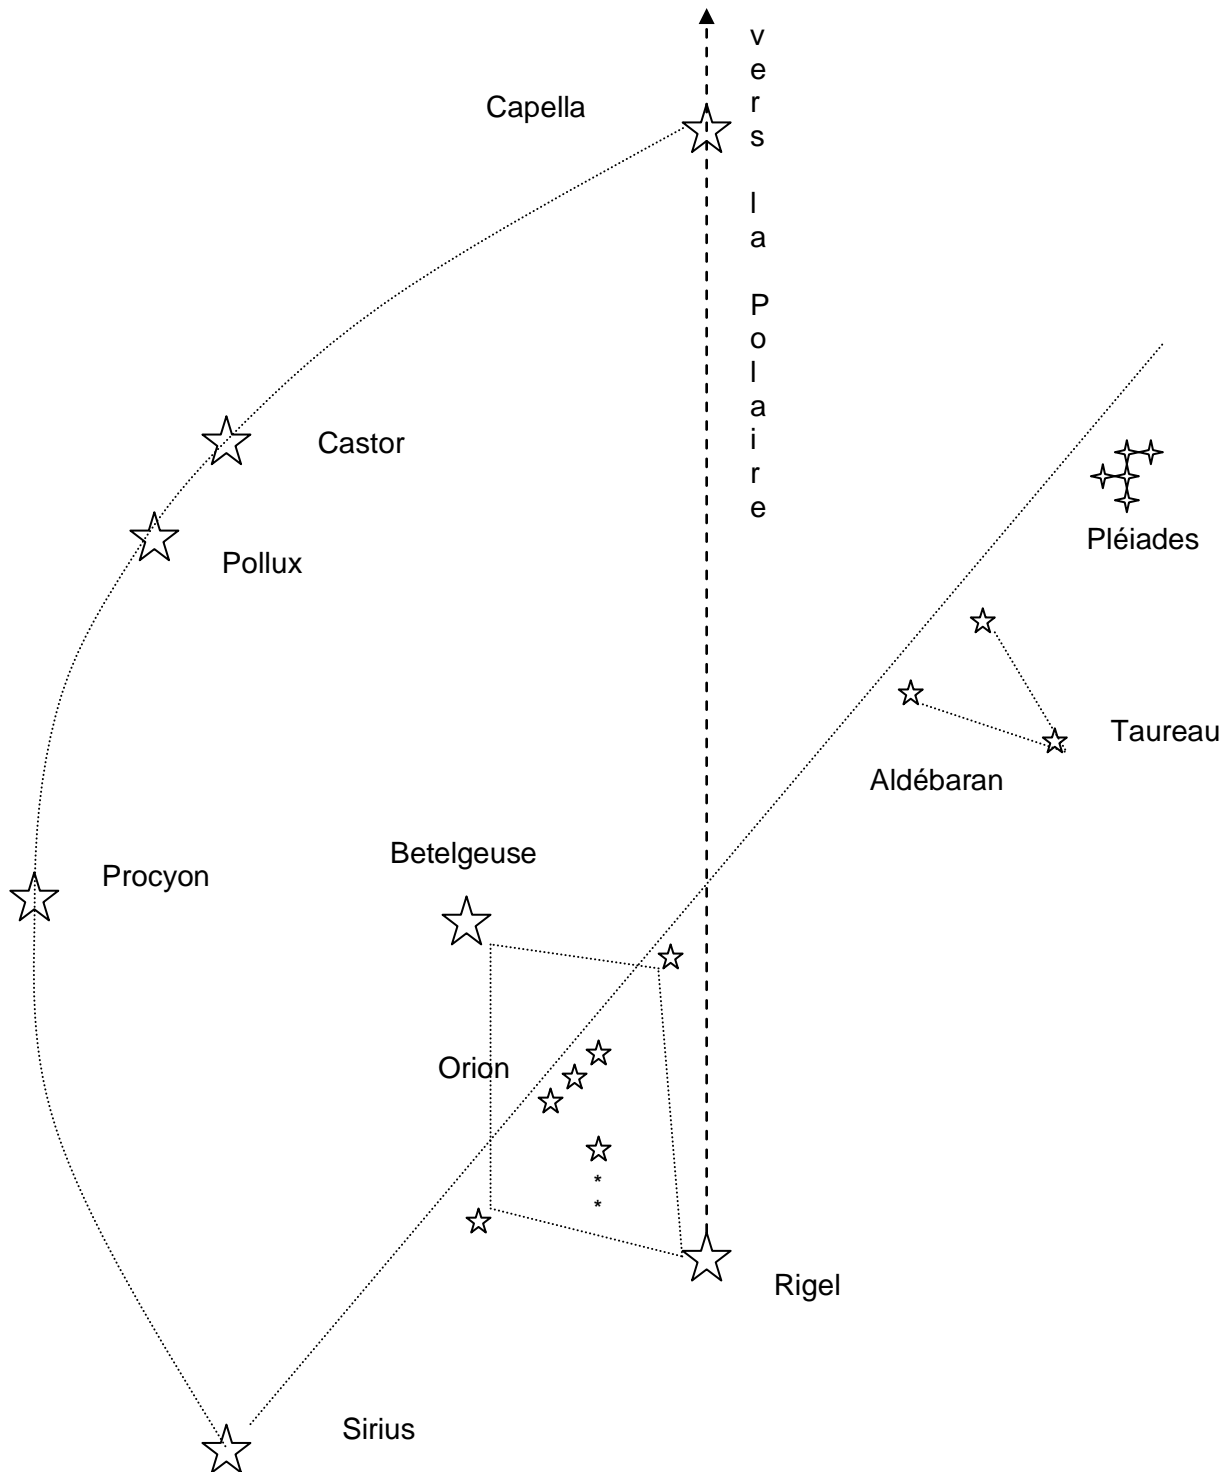 vers la Polaire
Capella
Castor
Pollux
Pléiades
Taureau
Aldébaran
Betelgeuse
Procyon
Orion
*
*
Rigel
Sirius